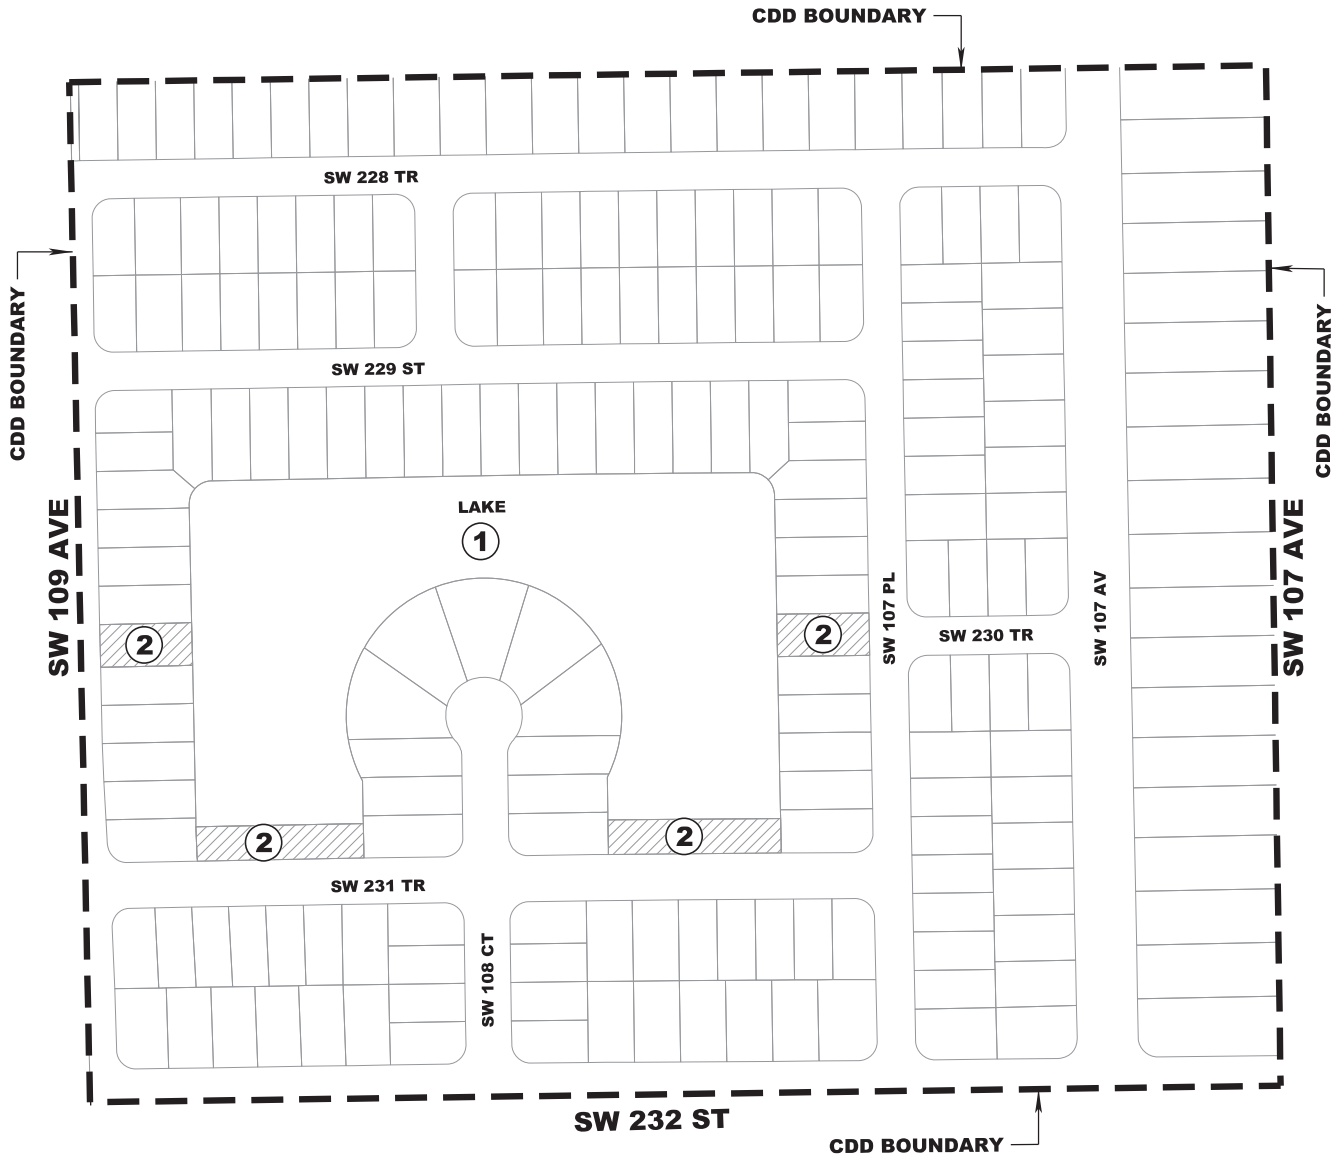 CDD BOUNDARY
SW 228 TR
CDD BOUNDARY
CDD BOUNDARY
SW 229 ST
LAKE
1
SW 109 AVE
SW 107 AVE
2
2
SW 107 PL
SW 230 TR
SW 107 AV
2
2
SW 231 TR
SW 108 CT
SW 232 ST
CDD BOUNDARY